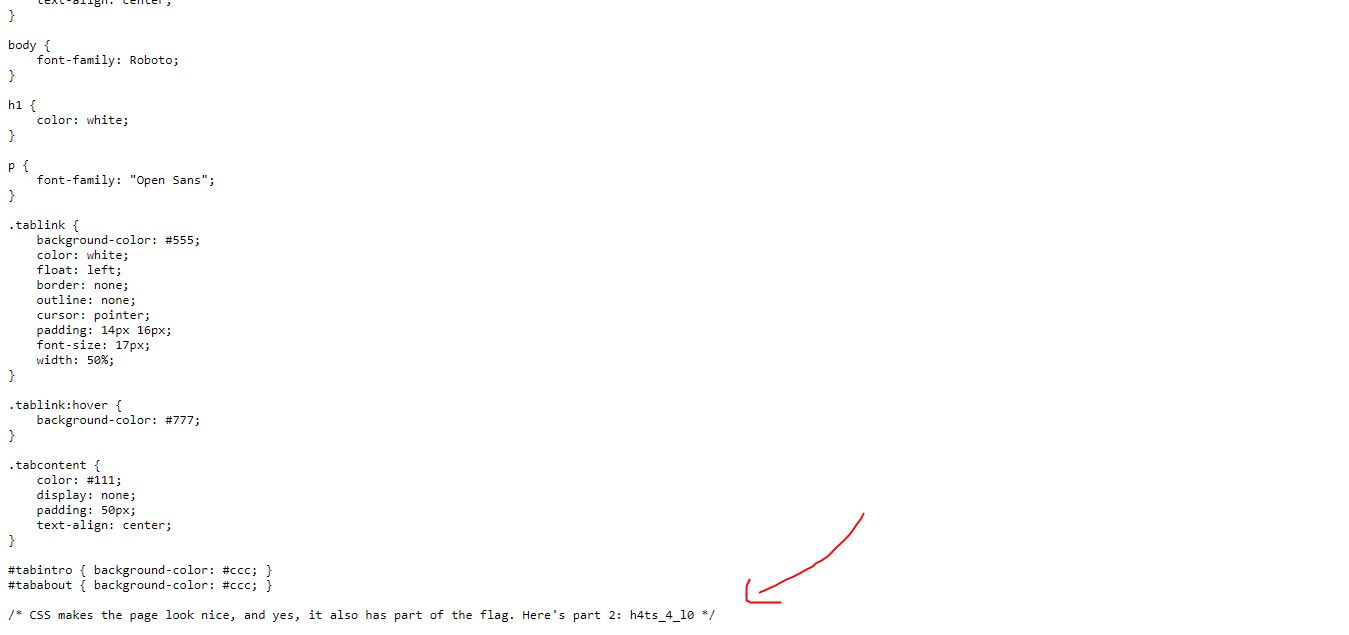 text-align: center;
}
body {
font-family: Roboto;
}
h1 {
color: white;
}
p {
font-family: "Open Sans";
}
.tablink {
background-color: #555;
color: white;
float: left;
border: none;
outline: none;
cursor: pointer;
padding: 14px 16px;
font-size: 17px;
width: 50%;
}
.tablink:hover {
background-color: #777;
}
.tabcontent {
color: #111;
display: none;
padding: 50px;
text-align: center;
}
#tabintro { background-color: #ccc; }
#tababout { background-color: #ccc; }
/* CSS makes the page look nice, and yes, it also has part of the flag. Here's part 2: h4ts_4_l0 */